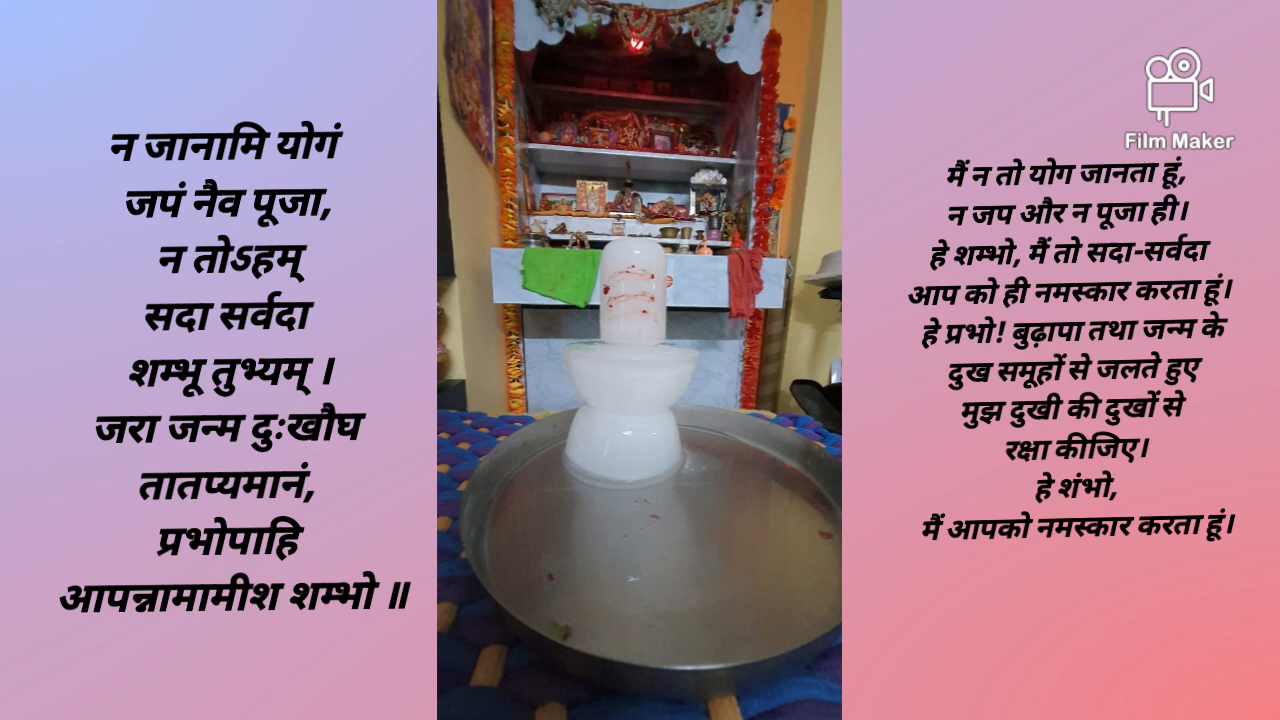 न जानामि योगं
जपं नैव पूजा,
न तोऽहम्
सदा सर्वदा
शम्भू तुभ्यम् ।
जरा जन्म दुःखौघ
तातप्यमानं,
प्रभोपाहि
आपन्नामामीश शम्भो ॥
Film Maker
मैं न तो योग जानता हूं,
न जप और न पूजा ही।
हे शम्भो, मैं तो सदा-सर्वदा
आप को ही नमस्कार करता हूं।
हे प्रभो! बुढ़ापा तथा जन्म के
दुख समूहों से जलते हुए
मुझ दुखी की दुखों से
रक्षा कीजिए।
हे शंभो,
मैं आपको नमस्कार करता हूं।